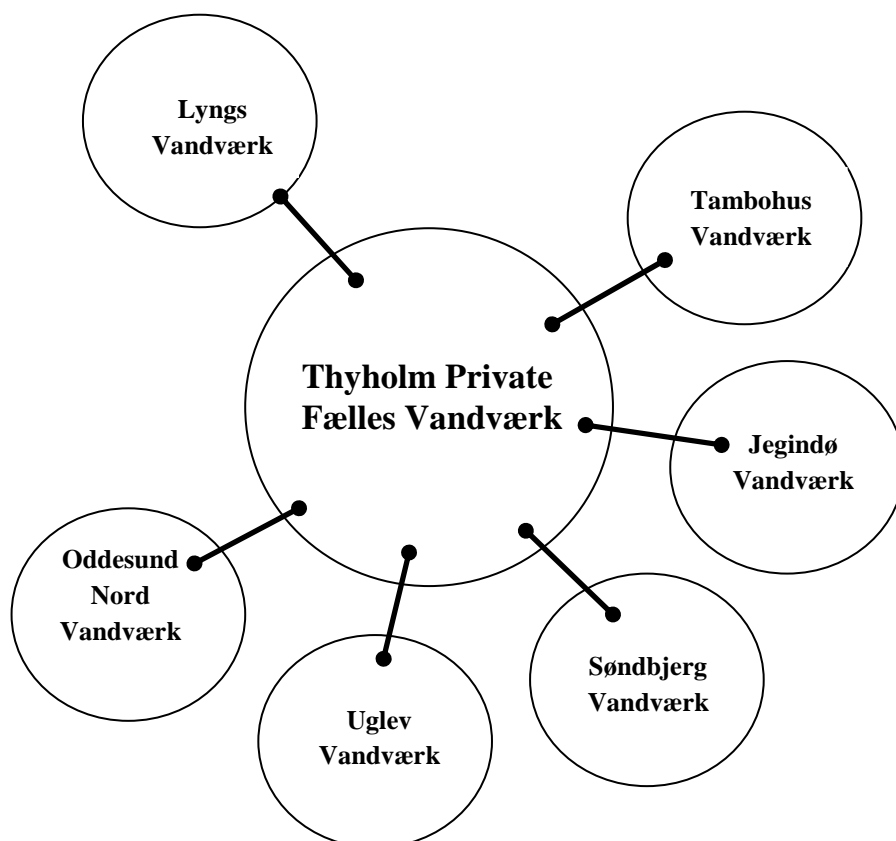 Lyngs
Vandværk
Tambohus
Vandværk
Thyholm Private
Fælles Vandværk
Jegindø
Vandværk
Oddesund
Nord
Vandværk
Søndbjerg
Vandværk
Uglev
Vandværk